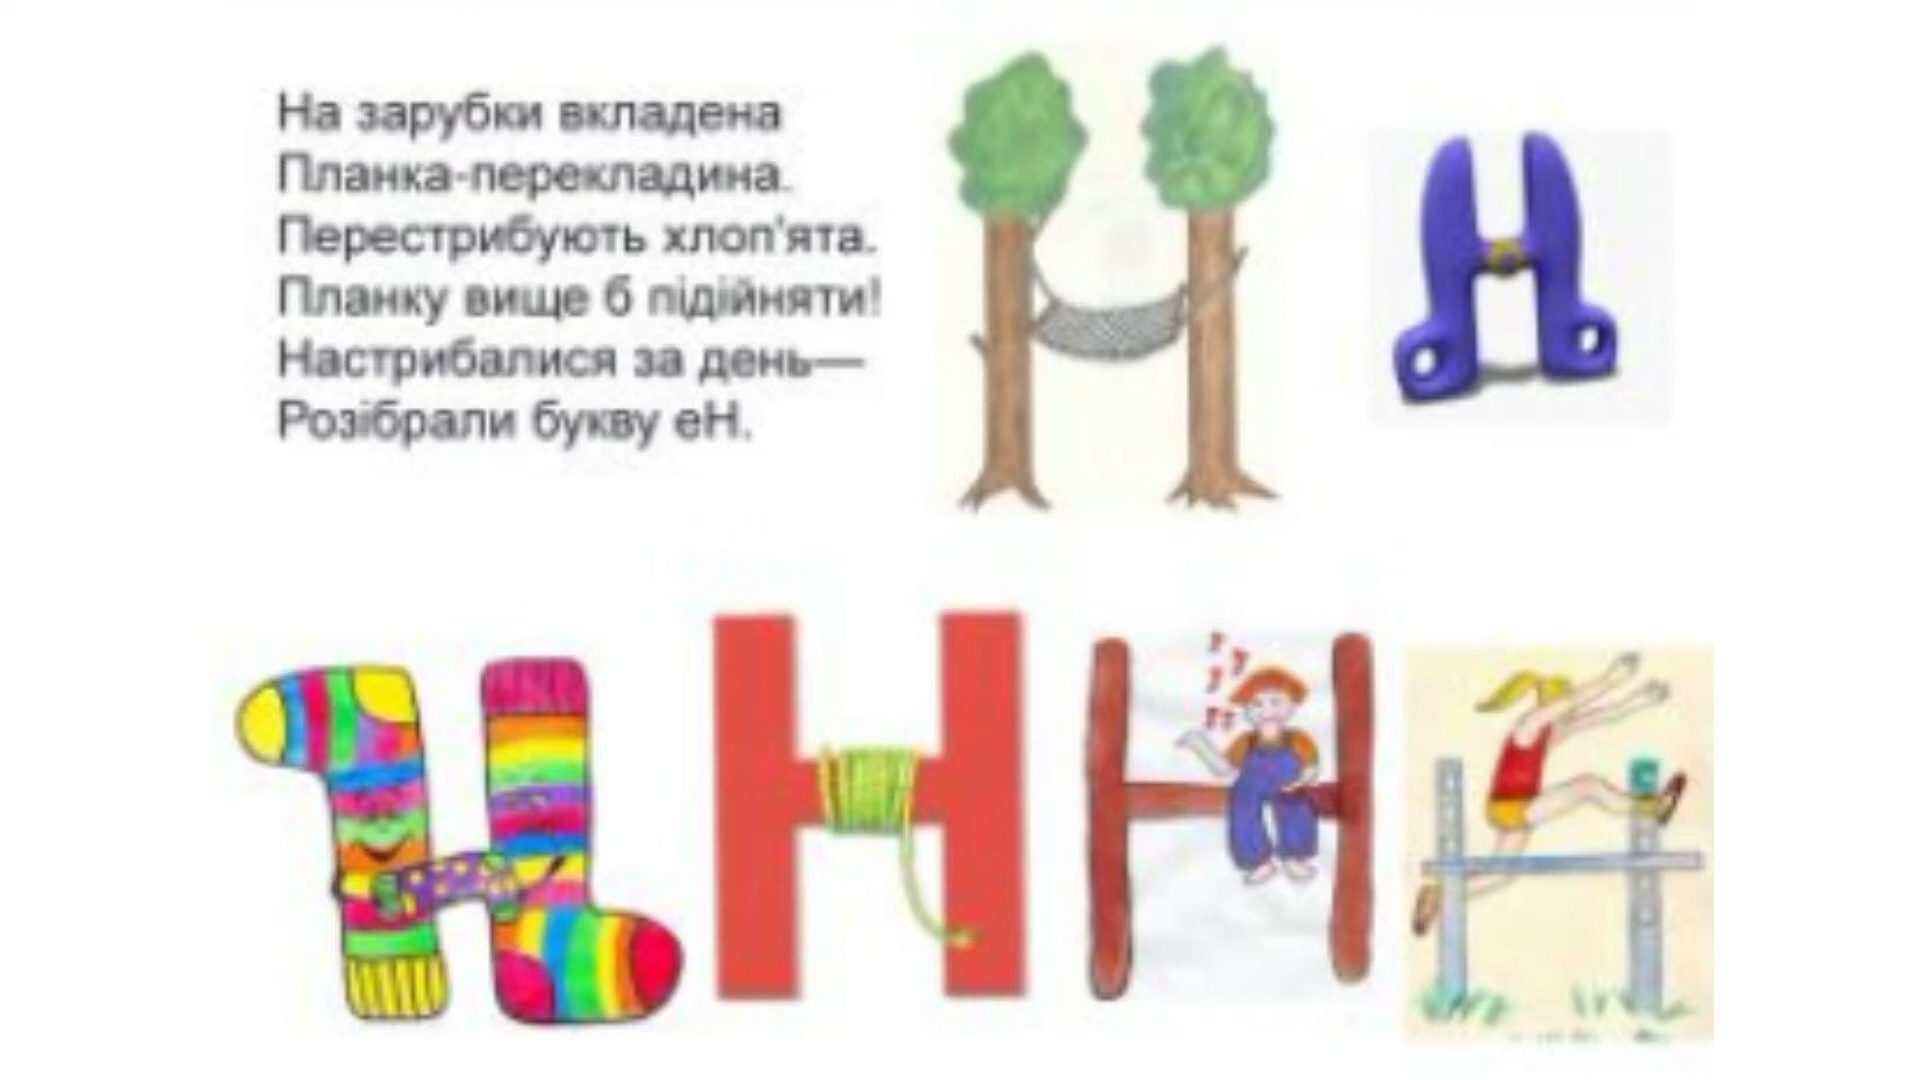 На зарубки вкладена
Планка-перекладина.
Перестрибують хлоп'ята.
Планку вище б підійняти!
Настрибалися за день—
Розібрали букву еН.